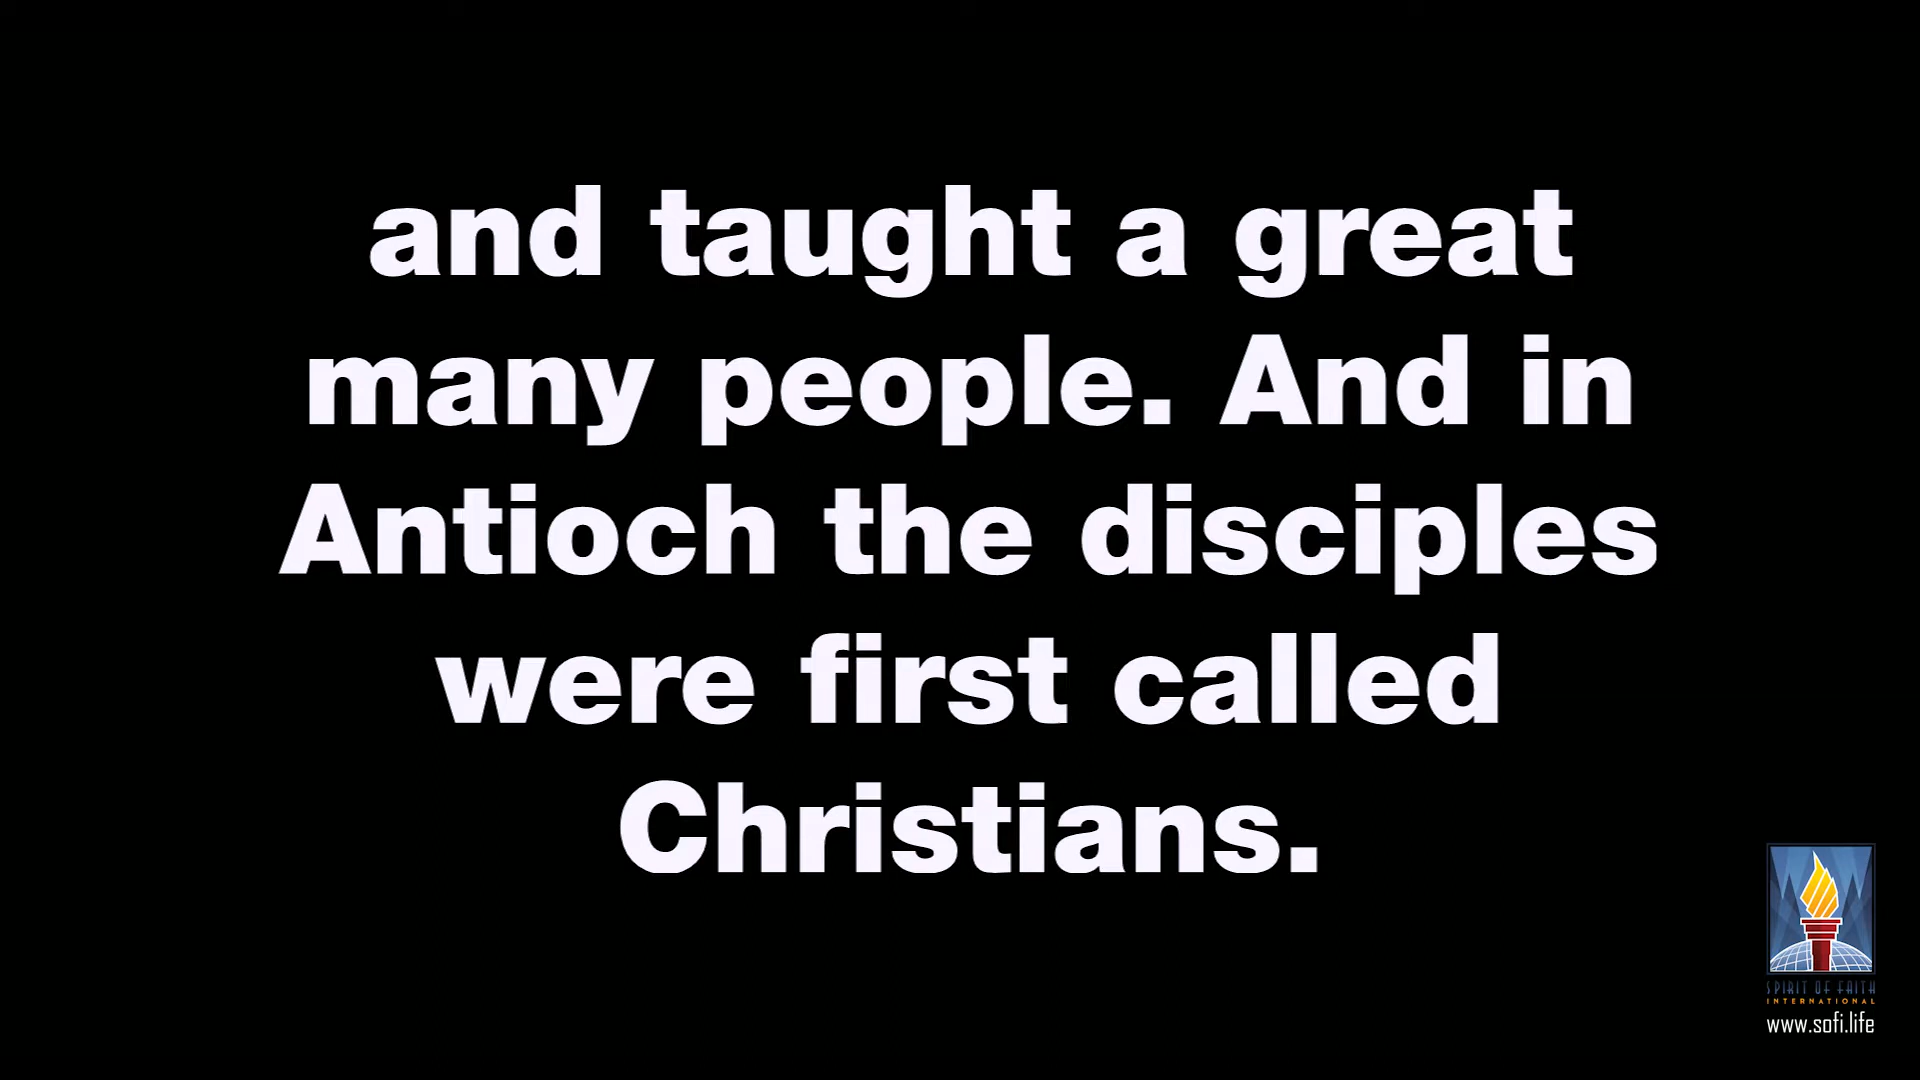 and taught a great
many people. And in
Antioch the disciples
were first called
Christians.
SPIRIT OF FAITH
INTERNATIONAL
www.sofi.life